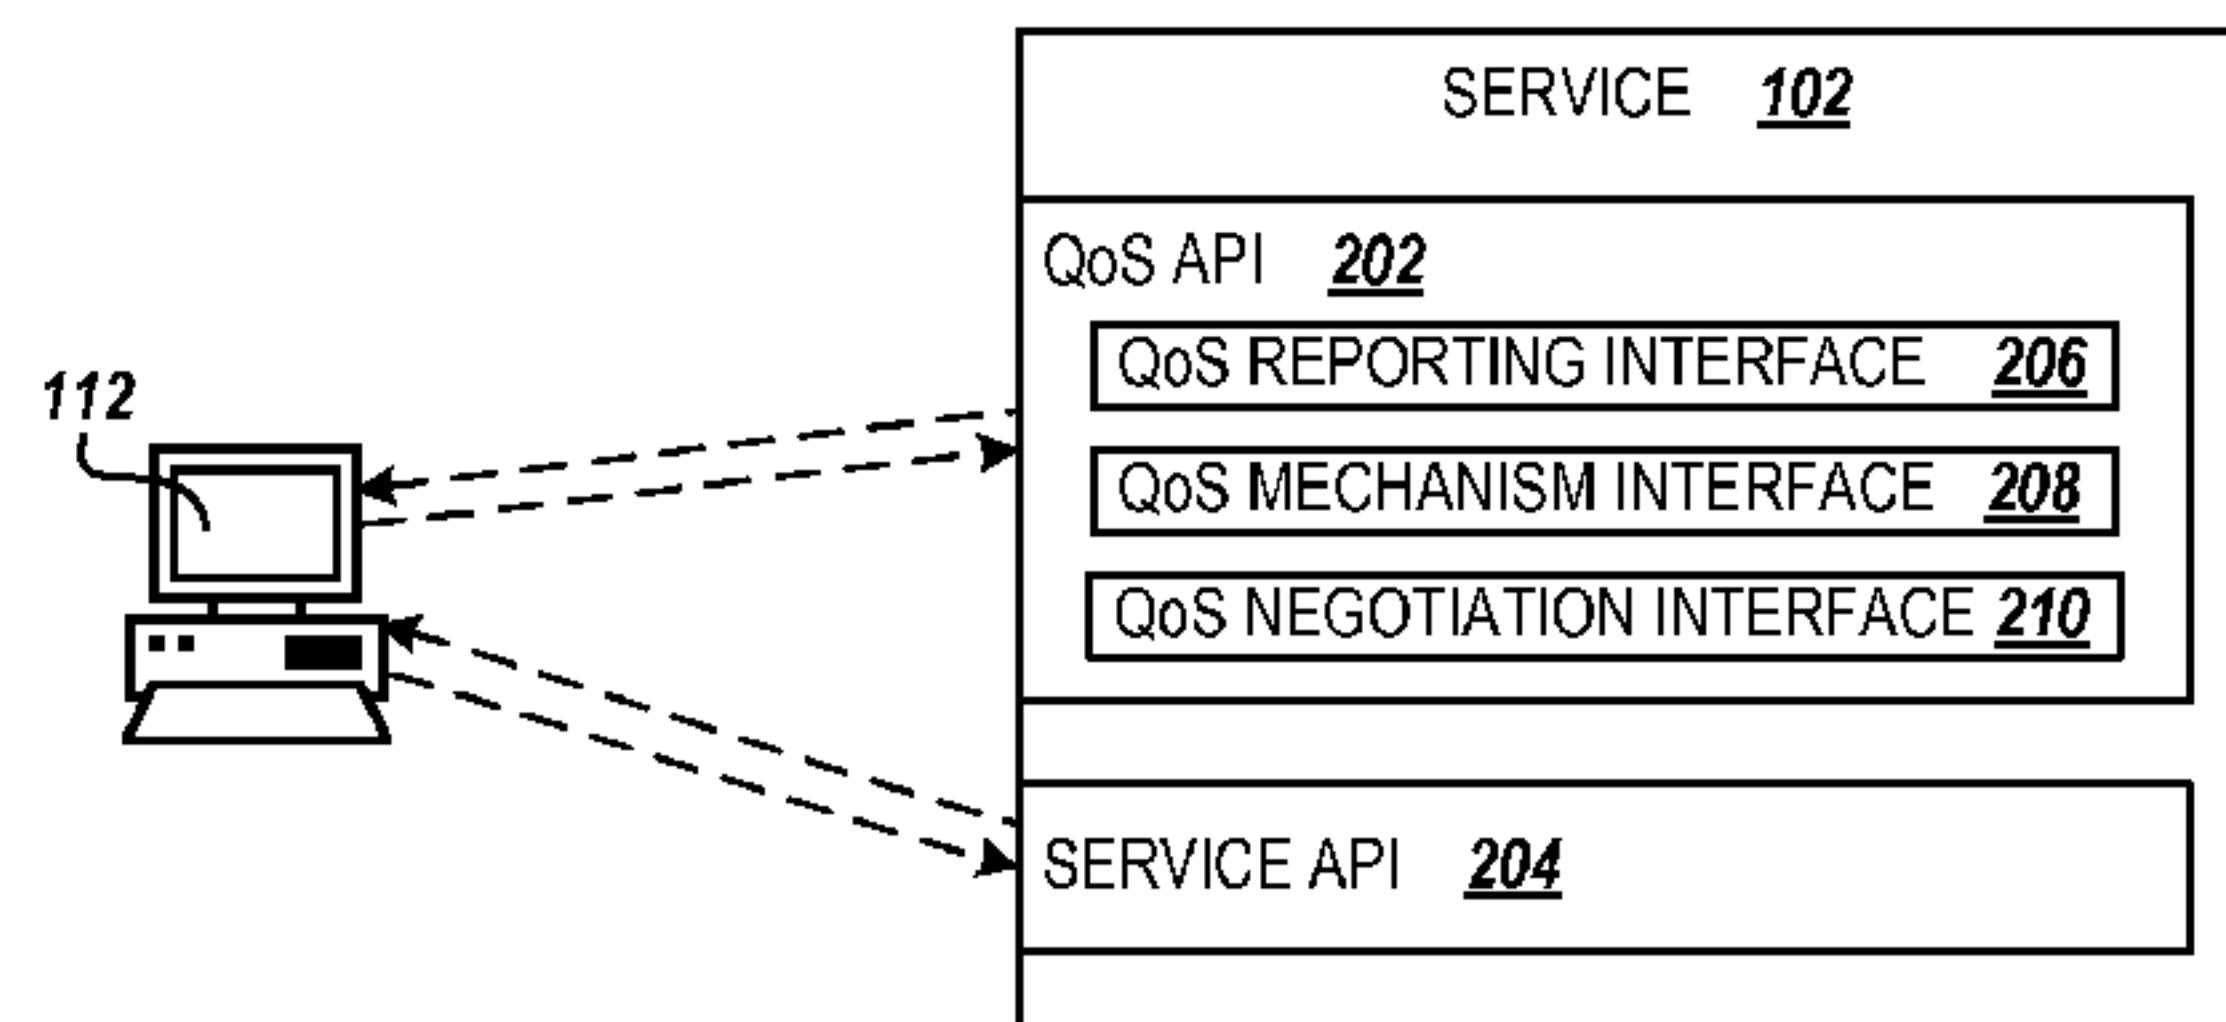 SERVICE 102
QoS API 202
QoS REPORTING INTERFACE 206
112
QoS MECHANISM INTERFACE 208
QoS NEGOTIATION INTERFACE 210
SERVICE API 204